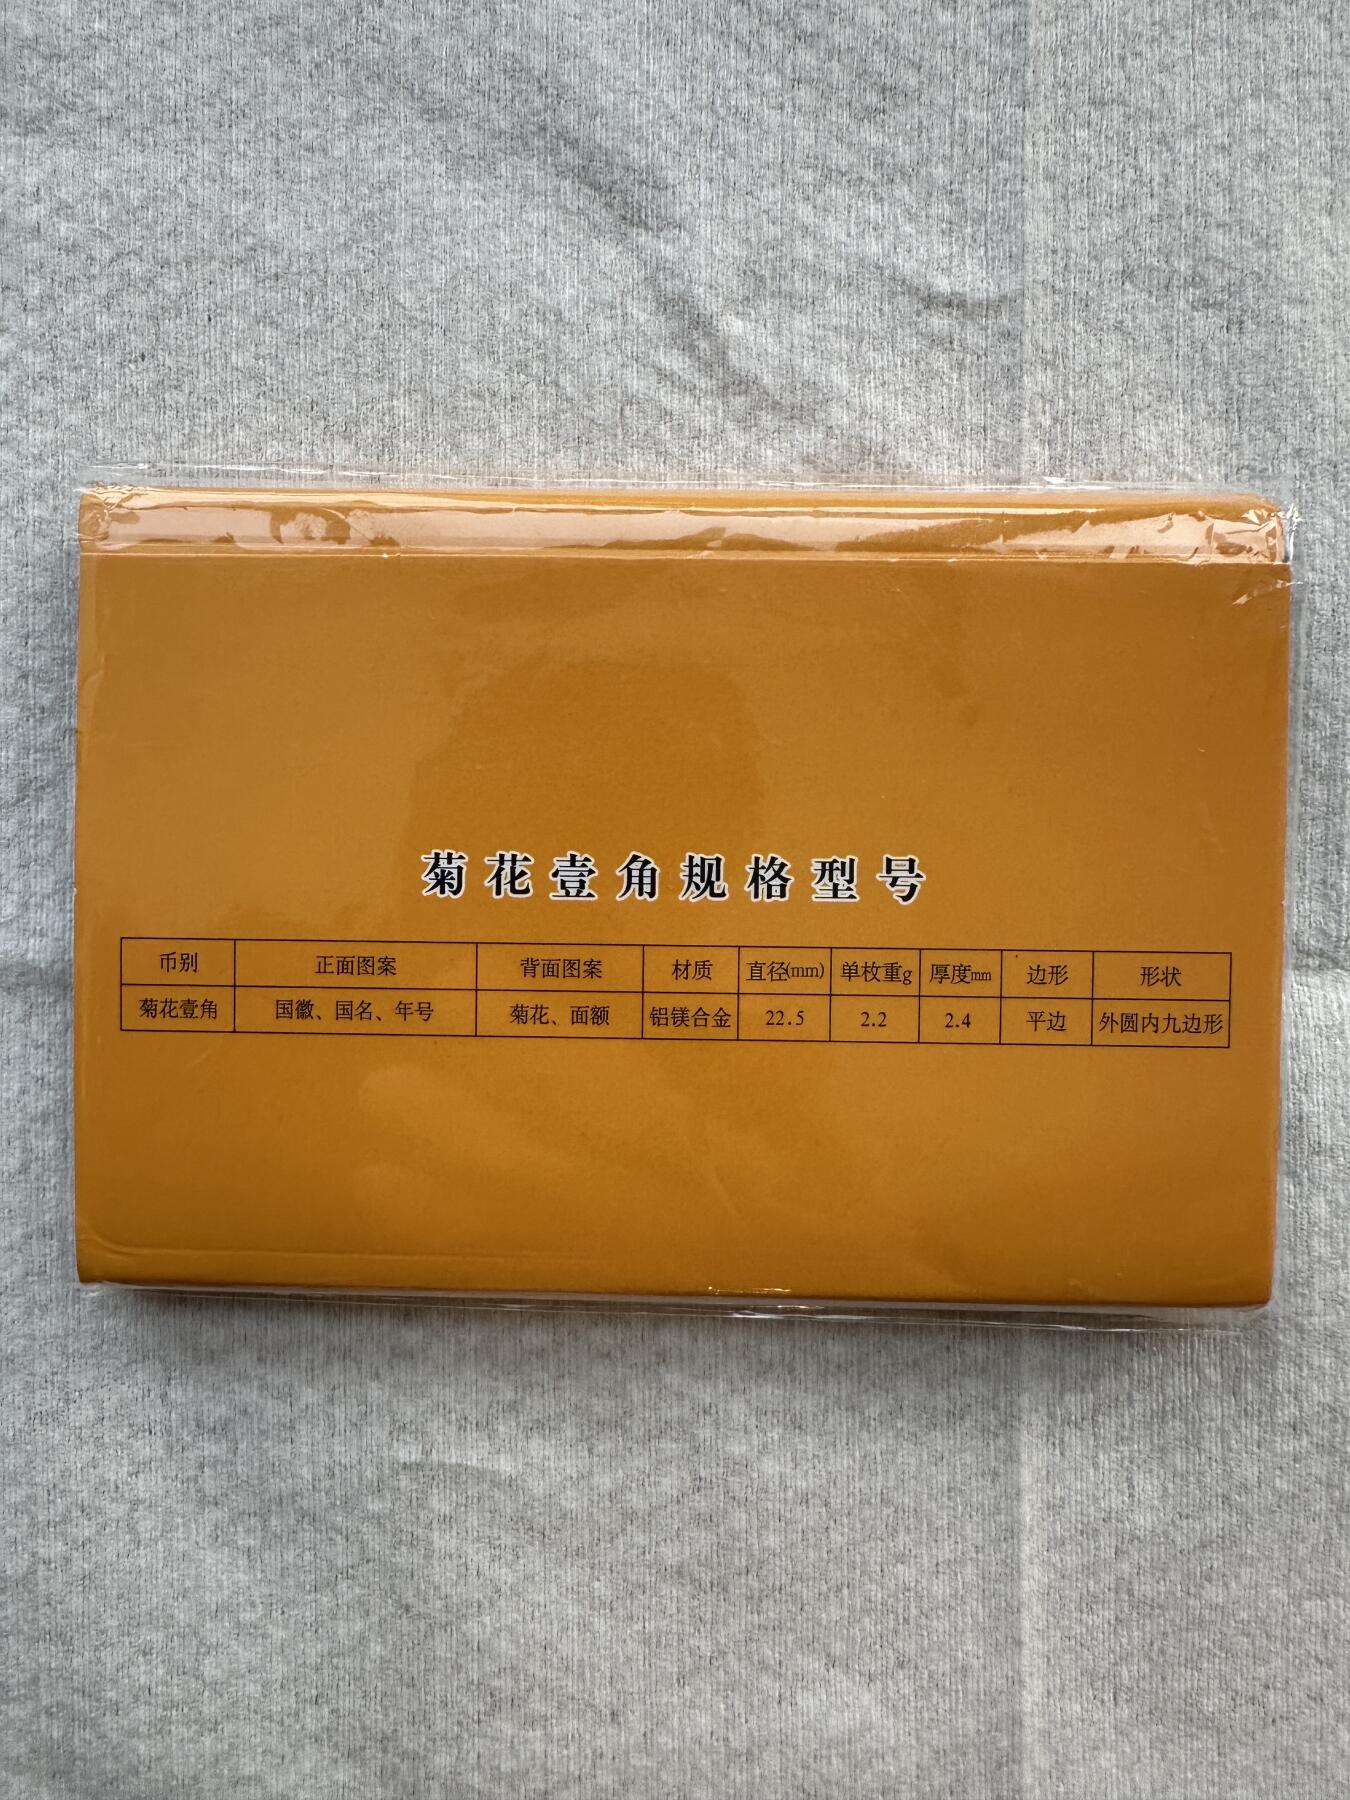 菊花壹角规格型号
币别 正面图案 背面图案 材质 直径(mm) 单枚重g 厚度mm 边形 形状
菊花壹角 国徽、国名、年号 菊花、面额 铝镁合金 22.5 2.2 2.4 平边 外圆内九边形